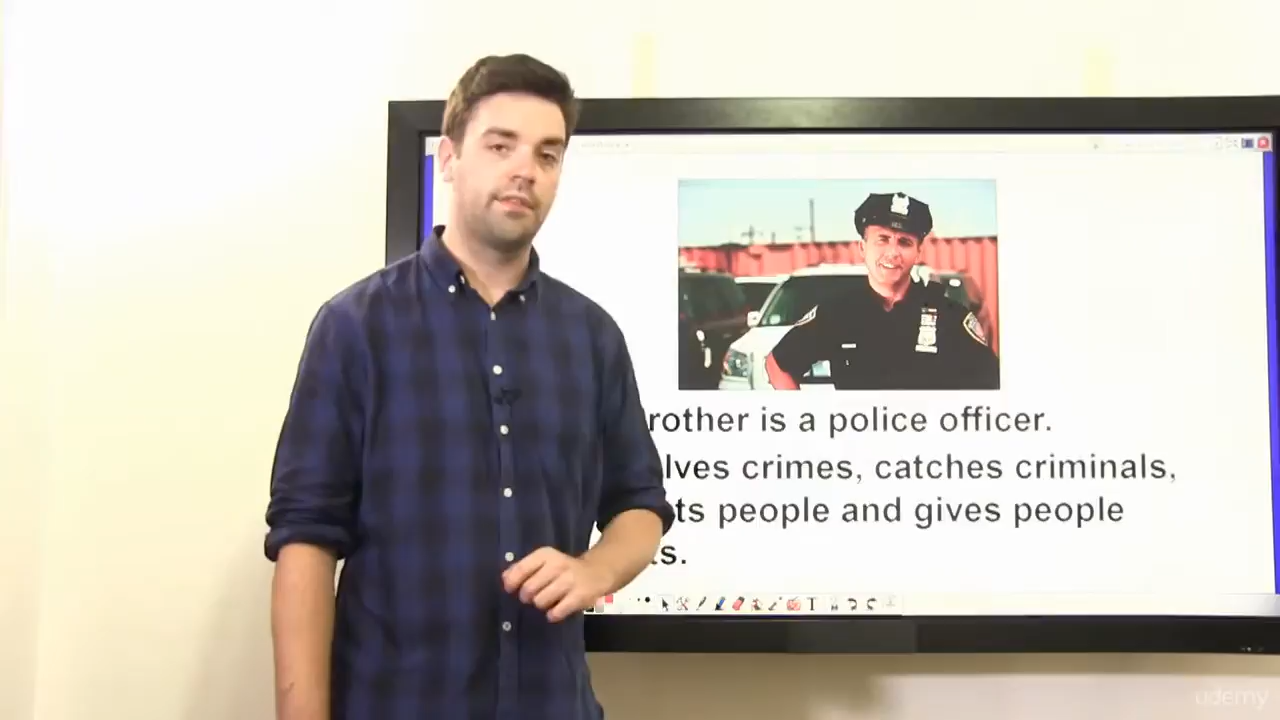 rother is a police officer.
lves crimes, catches criminals,
ts people and gives people
ts.
udemy